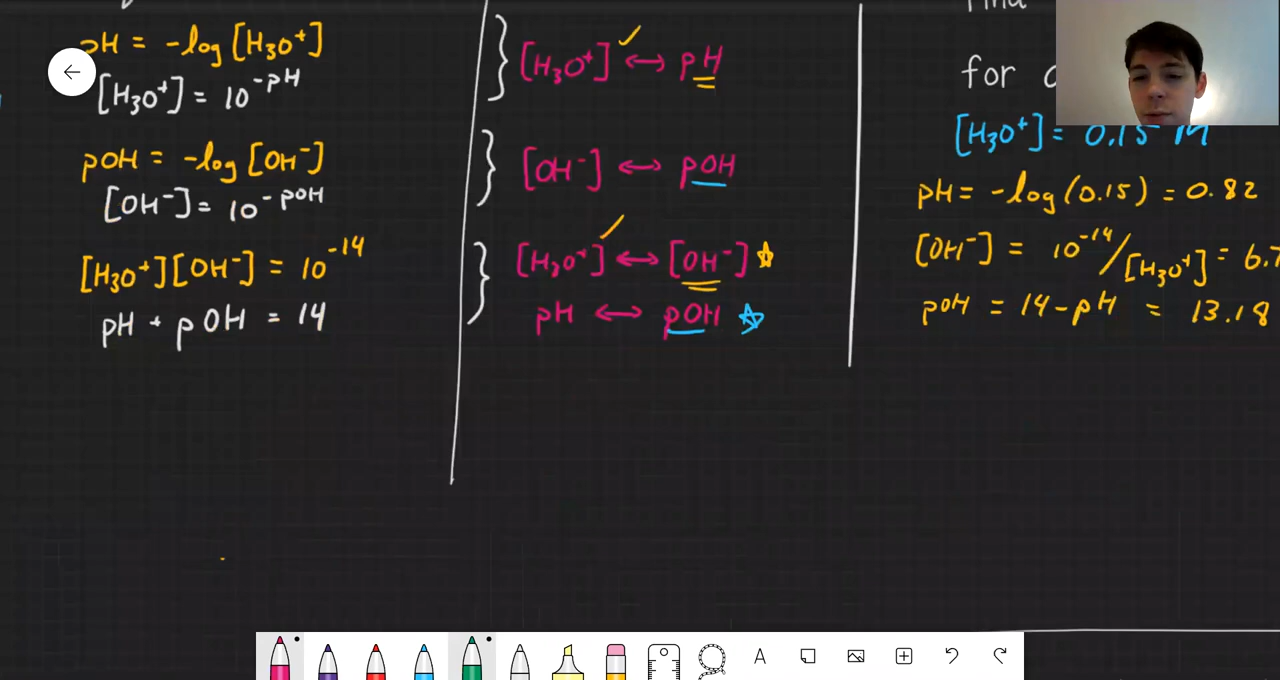 pH = -log [H₃O⁺]
[H₃O⁺] = 10⁻ᵖᴴ
pOH = -log [OH⁻]
[OH⁻] = 10⁻ᵖᴼᴴ
[H₃O⁺][OH⁻] = 10⁻¹⁴
pH + pOH = 14
[H₃O⁺] ↔ pH
[OH⁻] ↔ pOH
[H₃O⁺] ↔ [OH⁻]
pH ↔ pOH
for
[H₃O⁺] = 0.15 M
pH = -log(0.15) = 0.82
[OH⁻] = 10⁻¹⁴/[H₃O⁺] = 6.7
pOH = 14 - pH = 13.18
A